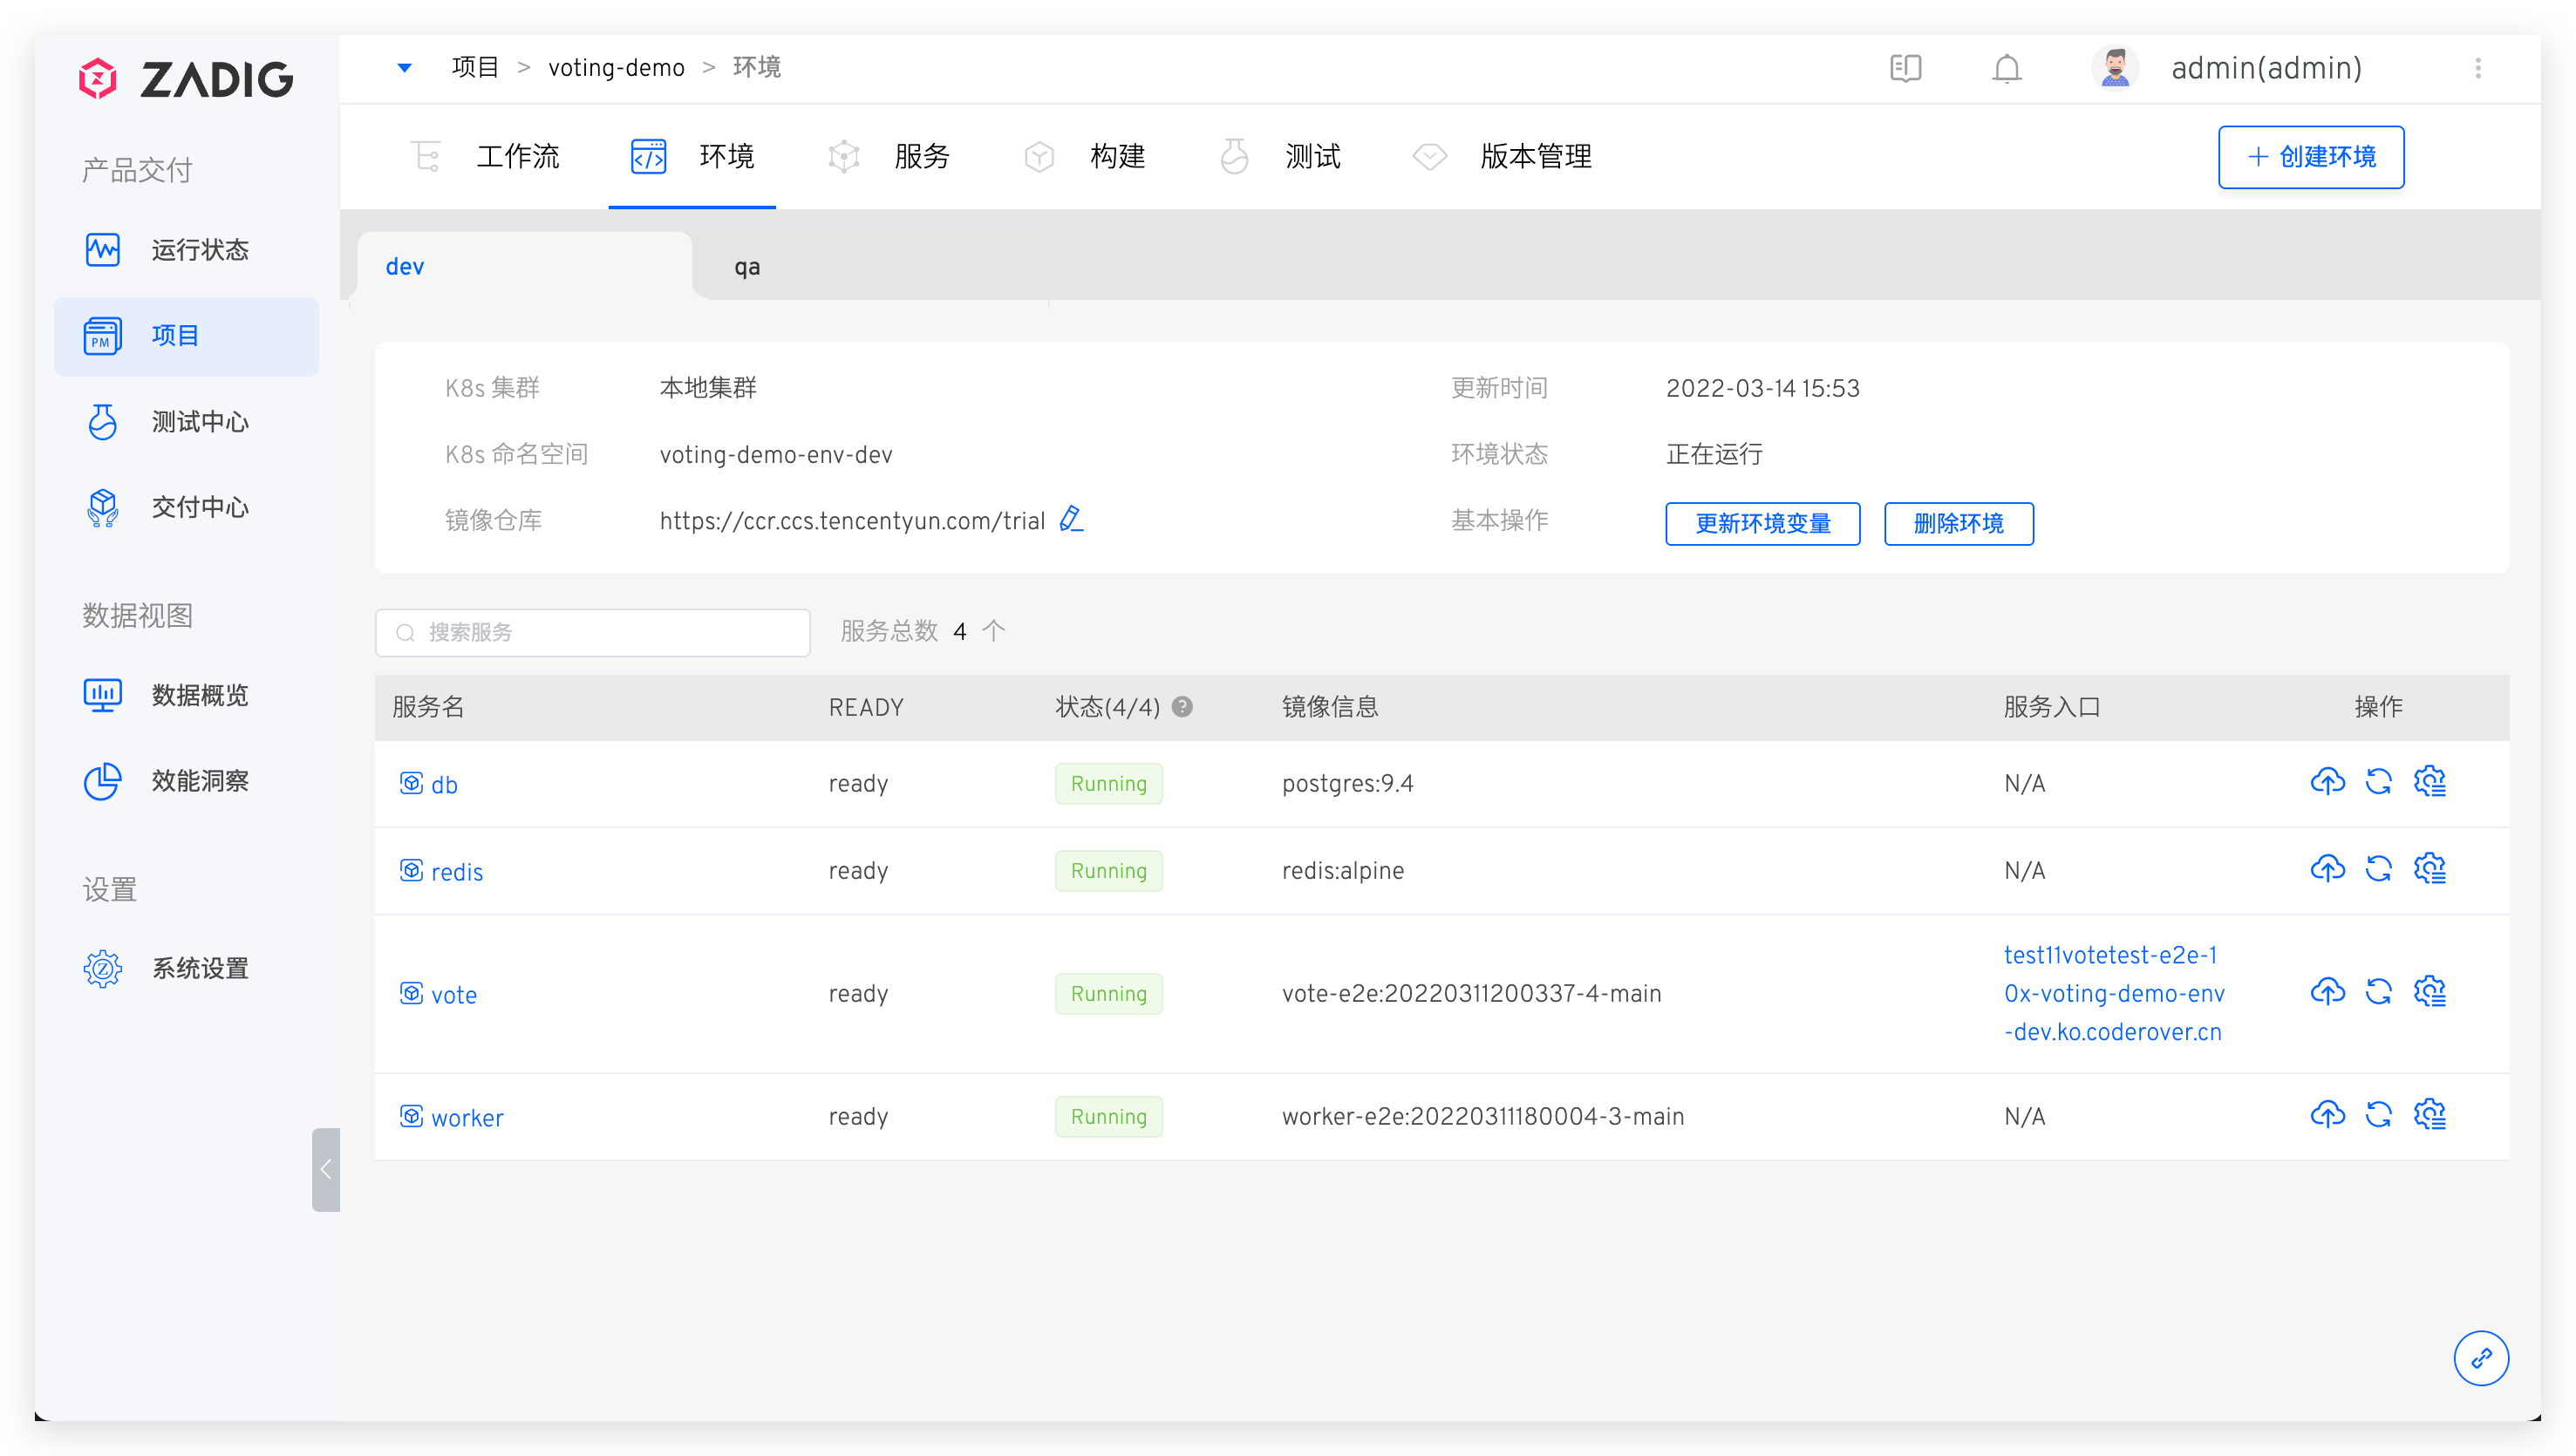 ZADIG
项目 > voting-demo > 环境
admin(admin)
产品交付
运行状态
PM
项目
测试中心
交付中心
数据视图
数据概览
效能洞察
设置
系统设置
工作流
环境
服务
构建
测试
版本管理
+ 创建环境
dev
qa
K8s 集群 本地集群
更新时间 2022-03-14 15:53
K8s 命名空间 voting-demo-env-dev
环境状态 正在运行
镜像仓库 https://ccr.ccs.tencentyun.com/trial
基本操作 更新环境变量 删除环境
搜索服务
服务总数 4 个
服务名 READY 状态(4/4) ? 镜像信息 服务入口 操作
db ready Running postgres:9.4 N/A
redis ready Running redis:alpine N/A
vote ready Running vote-e2e:20220311200337-4-main
test11votetest-e2e-1
0x-voting-demo-env
-dev.ko.coderover.cn
worker ready Running worker-e2e:20220311180004-3-main N/A